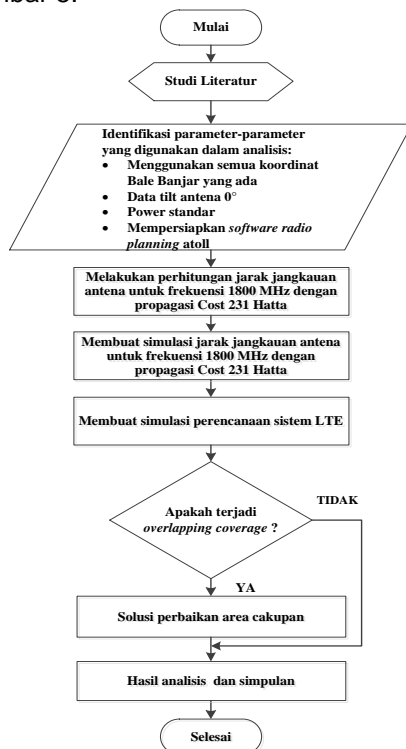 Mulai
Studi Literatur
Identifikasi parameter-parameter
yang digunakan dalam analisis:
• Menggunakan semua koordinat
Bale Banjar yang ada
• Data tilt antena 0°
• Power standar
• Mempersiapkan software radio
planning atoll
Melakukan perhitungan jarak jangkauan
antena untuk frekuensi 1800 MHz dengan
propagasi Cost 231 Hatta
Membuat simulasi jarak jangkauan antena
untuk frekuensi 1800 MHz dengan
propagasi Cost 231 Hatta
Membuat simulasi perencanaan sistem LTE
Apakah terjadi
overlapping coverage ?
TIDAK
YA
Solusi perbaikan area cakupan
Hasil analisis dan simpulan
Selesai